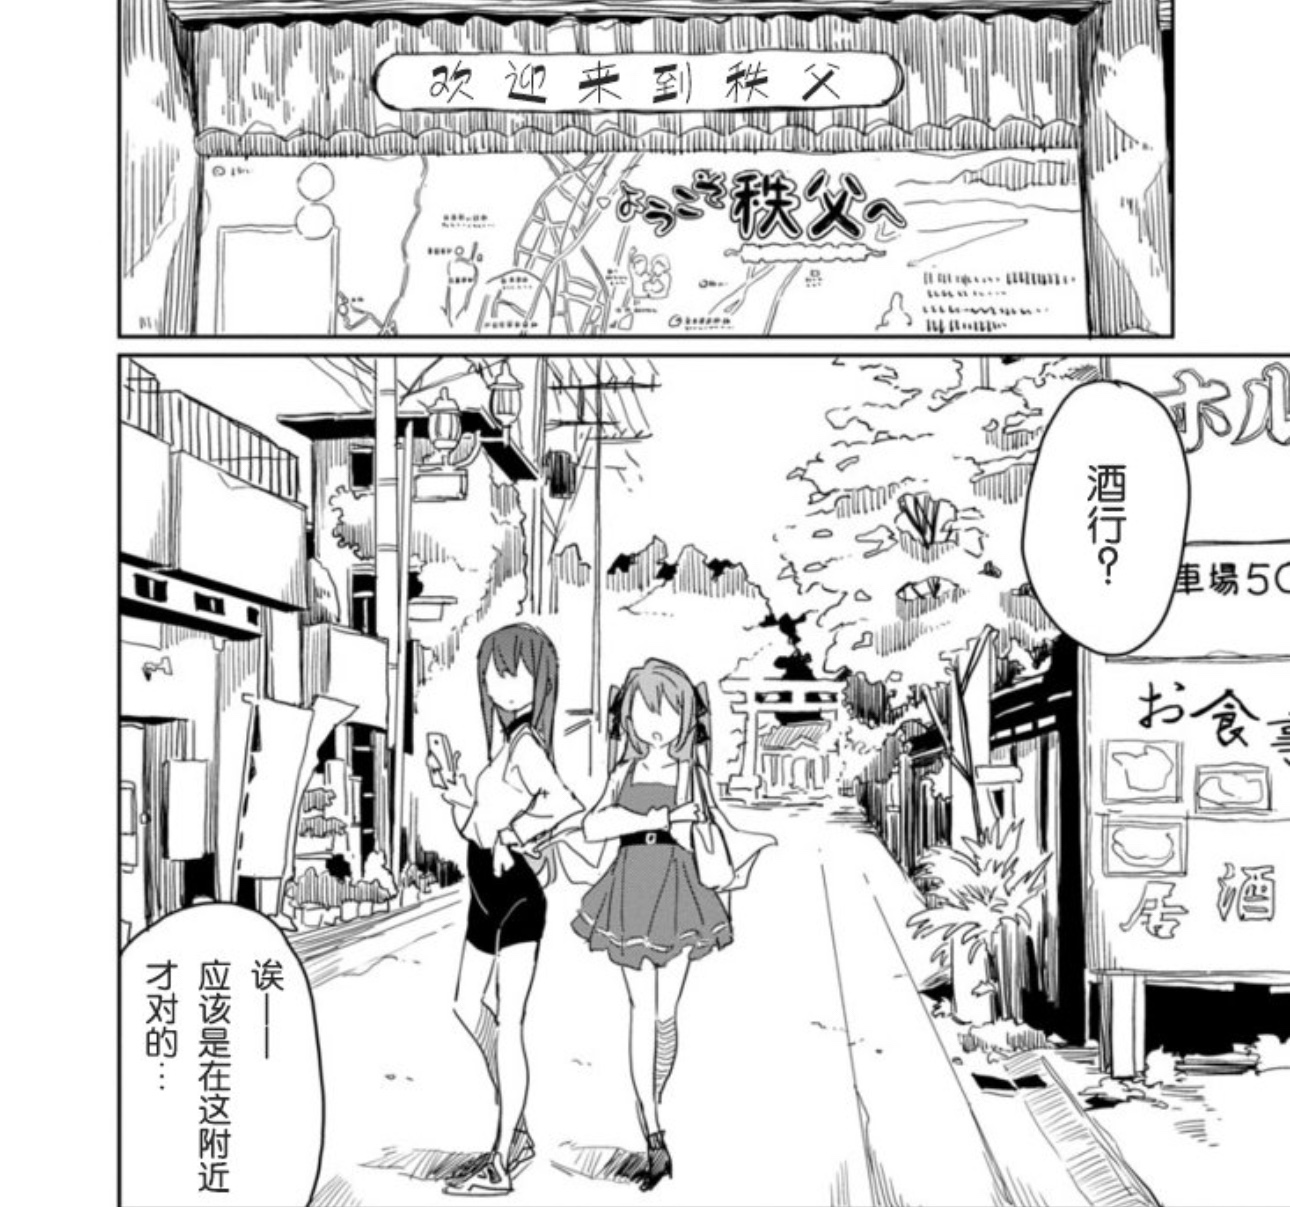 欢迎来到秩父
ようこそ秩父へ
酒行?
ホル
車場50
お食事
居酒
诶——
应该是在这附近
才对的…